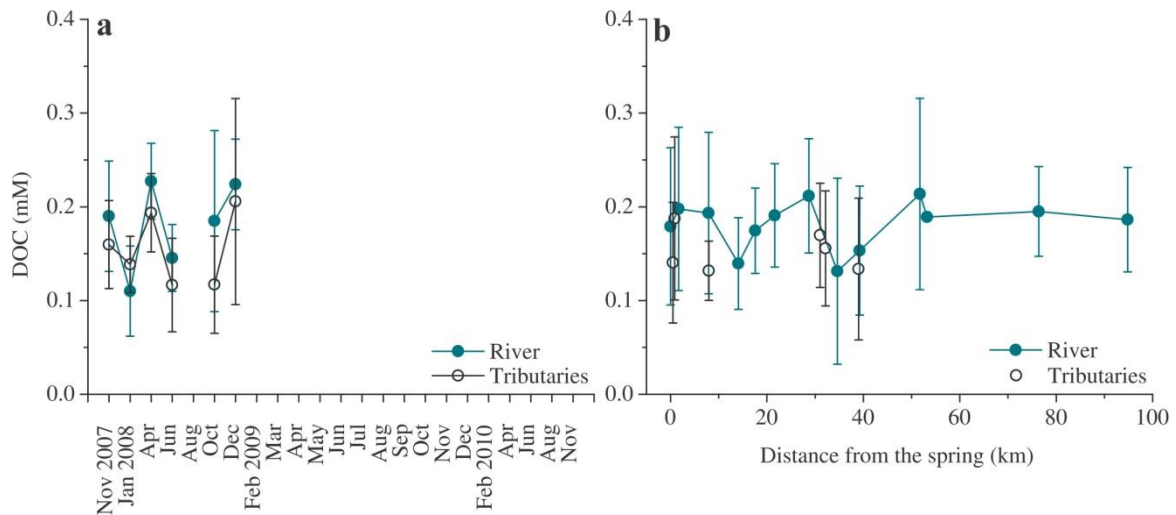 a
DOC (mM)
0.4
0.3
0.2
0.1
0.0
River
Tributaries
Nov 2007
Jan 2008
Apr
Jun
Aug
Oct
Dec
Feb 2009
Mar
Apr
May
Jun
Jul
Aug
Sep
Oct
Nov
Dec
Feb 2010
Apr
Jun
Aug
Nov
b
0.4
0.3
0.2
0.1
0.0
River
Tributaries
0 20 40 60 80 100
Distance from the spring (km)